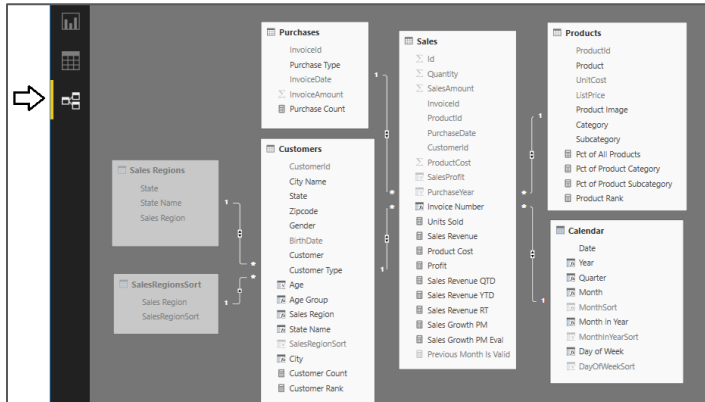 Purchases
InvoiceId
Purchase Type
InvoiceDate
Σ InvoiceAmount
Purchase Count
1
*
Customers
CustomerId
City Name
State
Zipcode
Gender
BirthDate
Customer
Customer Type
Age
Age Group
Sales Region
State Name
SalesRegionSort
City
Customer Count
Customer Rank
1
*
Sales Regions
State
State Name
Sales Region
1
*
SalesRegionsSort
Sales Region
SalesRegionSort
1
*
Sales
Σ Id
Σ Quantity
Σ SalesAmount
InvoiceId
ProductId
PurchaseDate
CustomerId
Σ ProductCost
SalesProfit
PurchaseYear
Invoice Number
Units Sold
Sales Revenue
Product Cost
Profit
Sales Revenue QTD
Sales Revenue YTD
Sales Revenue RT
Sales Growth PM
Sales Growth PM Eval
Previous Month Is Valid
Products
ProductId
Product
UnitCost
ListPrice
Product Image
Category
Subcategory
Pct of All Products
Pct of Product Category
Pct of Product Subcategory
Product Rank
1
*
Calendar
Date
Year
Quarter
Month
MonthSort
Month in Year
MonthInYearSort
Day of Week
DayOfWeekSort
1
*